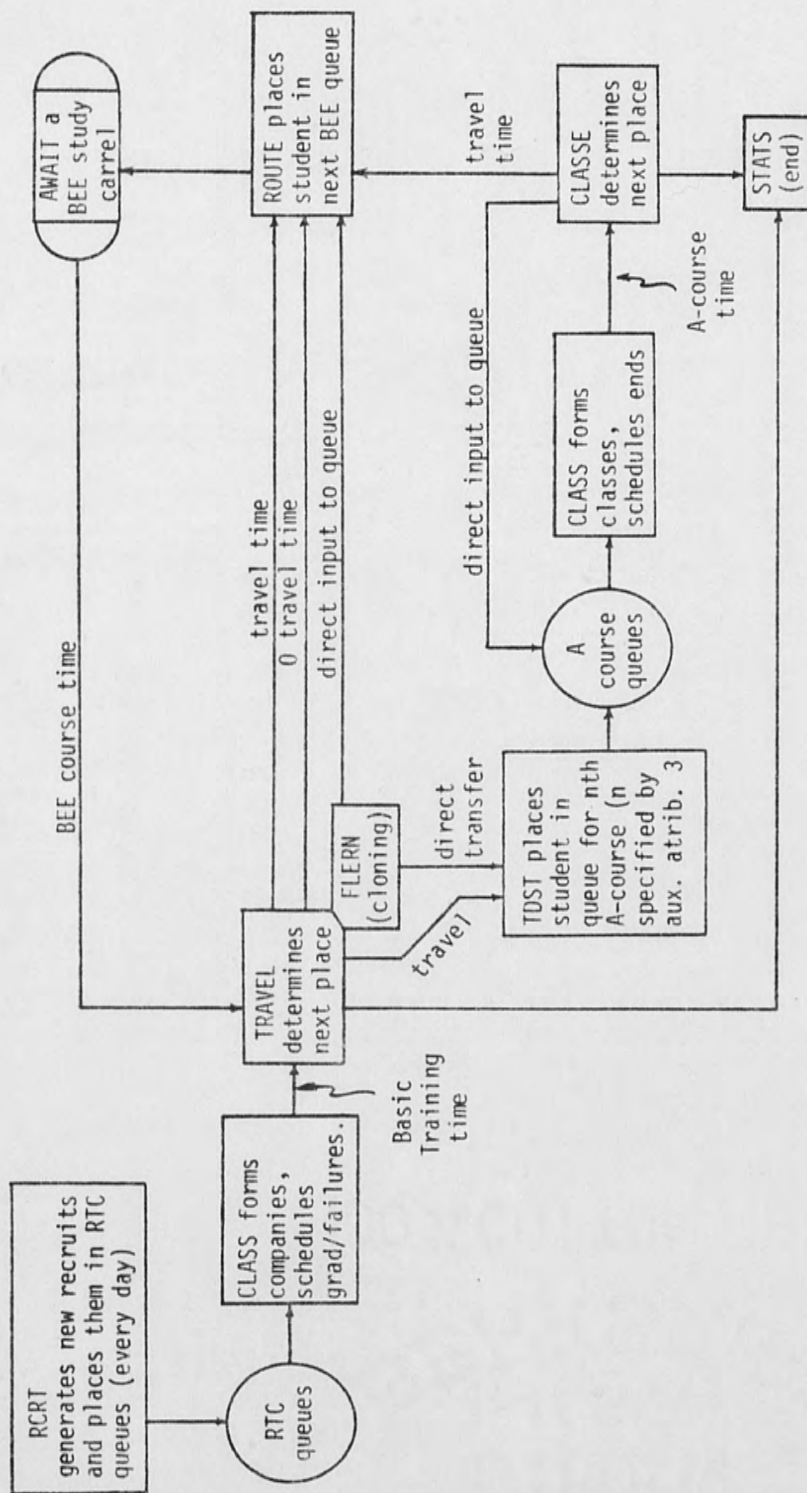 RCRT
generates new recruits
and places them in RTC
queues (every day)
RTC
queues
CLASS forms
companies,
schedules
grad/failures.
Basic
Training
time
TRAVEL
determines
next place
FLERN
(cloning)
BEE course time
travel time
0 travel time
direct input to queue
AWAIT a
BEE study
carrel
ROUTE places
student in
next BEE queue
travel
direct
transfer
TDST places
student in
queue for nth
A-course (n
specified by
aux. atrib. 3
A
course
queues
direct input to queue
CLASS forms
classes,
schedules ends
A-course
time
CLASSE
determines
next place
travel
time
STATS
(end)